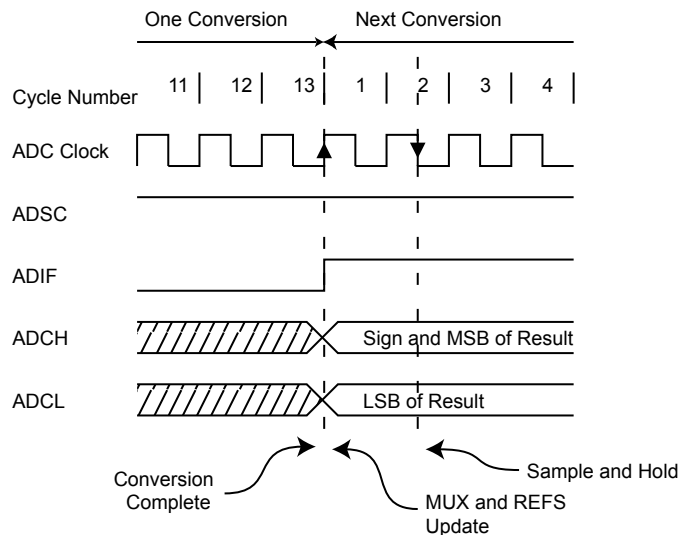 One Conversion Next Conversion
Cycle Number 11 12 13 1 2 3 4
ADC Clock
ADSC
ADIF
ADCH Sign and MSB of Result
ADCL LSB of Result
Conversion
Complete
MUX and REFS
Update
Sample and Hold